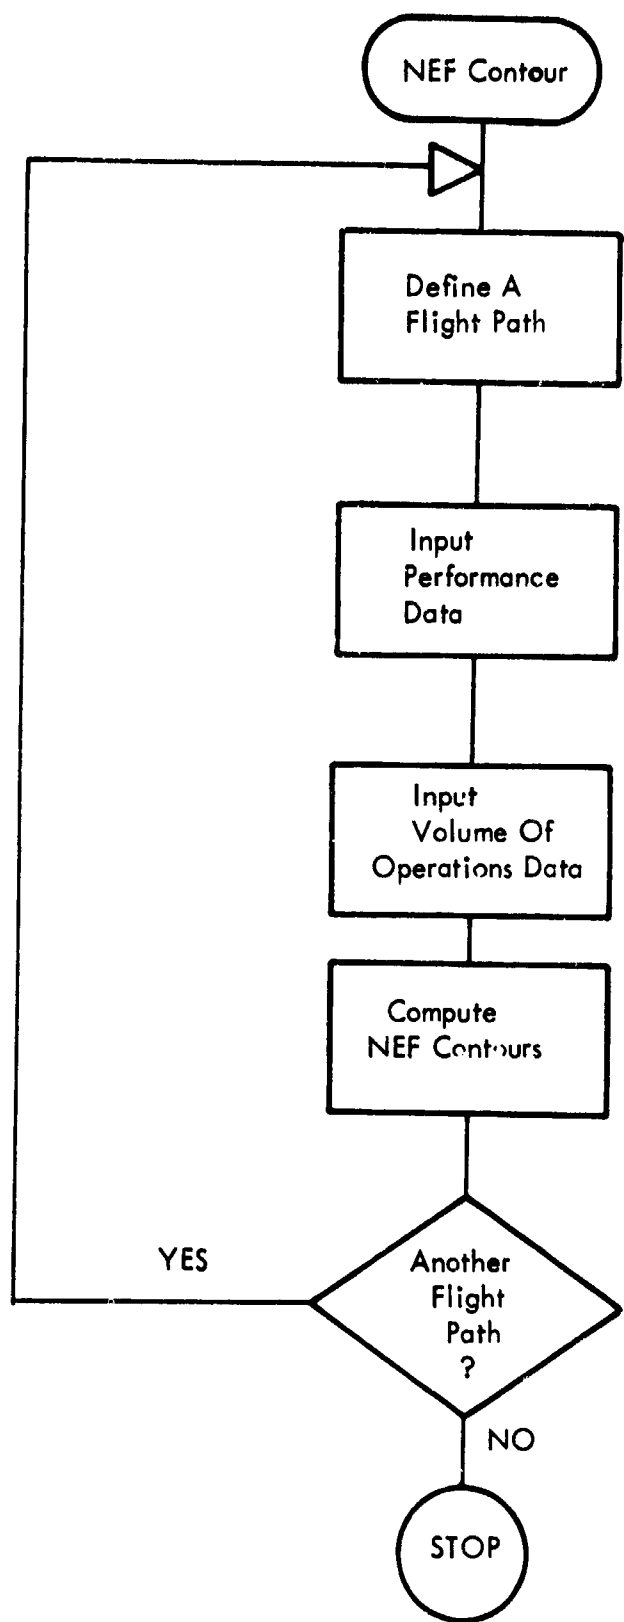 NEF Contour
Define A
Flight Path
Input
Performance
Data
Input
Volume Of
Operations Data
Compute
NEF Contours
YES
Another
Flight
Path
?
NO
STOP